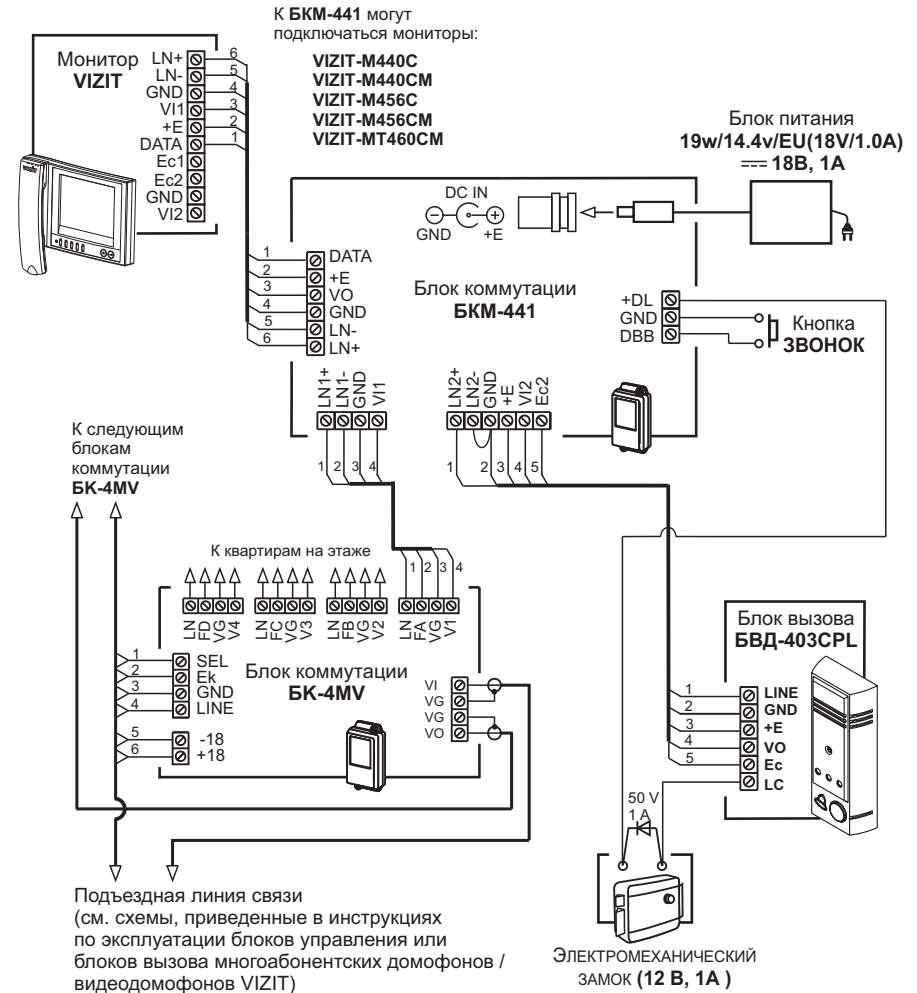 К БКМ-441 могут
подключаться мониторы:
VIZIT-M440C
VIZIT-M440CM
VIZIT-M456C
VIZIT-M456CM
VIZIT-MT460CM
Монитор
VIZIT
LN+
LN-
GND
VI1
+E
DATA
Ec1
Ec2
GND
VI2
6
5
4
3
2
1
Блок питания
19w/14.4v/EU(18V/1.0A)
18В, 1А
DC IN
GND
+E
1
2
3
4
5
6
DATA
+E
VO
GND
LN-
LN+
Блок коммутации
БКМ-441
+DL
GND
DBB
Кнопка
ЗВОНОК
LN1+
LN1-
GND
VI1
1 2 3 4
LN2+
LN2-
GND
+E
VI2
Ec2
1 2 3 4 5
К следующим
блокам
коммутации
БК-4MV
К квартирам на этаже
1 2 3 4
LN
FD
VG
V4
LN
FC
VG
V3
LN
FB
VG
V2
LN
FA
VG
V1
Блок коммутации
БК-4MV
1
2
3
4
5
6
SEL
Ek
GND
LINE
-18
+18
VI
VG
VG
VO
Блок вызова
БВД-403CPL
1
2
3
4
5
LINE
GND
+E
VO
Ec
LC
50 V
1 A
Подъездная линия связи
(см. схемы, приведенные в инструкциях
по эксплуатации блоков управления или
блоков вызова многоабонентских домофонов /
видеодомофонов VIZIT)
ЭЛЕКТРОМЕХАНИЧЕСКИЙ
ЗАМОК (12 В, 1А )